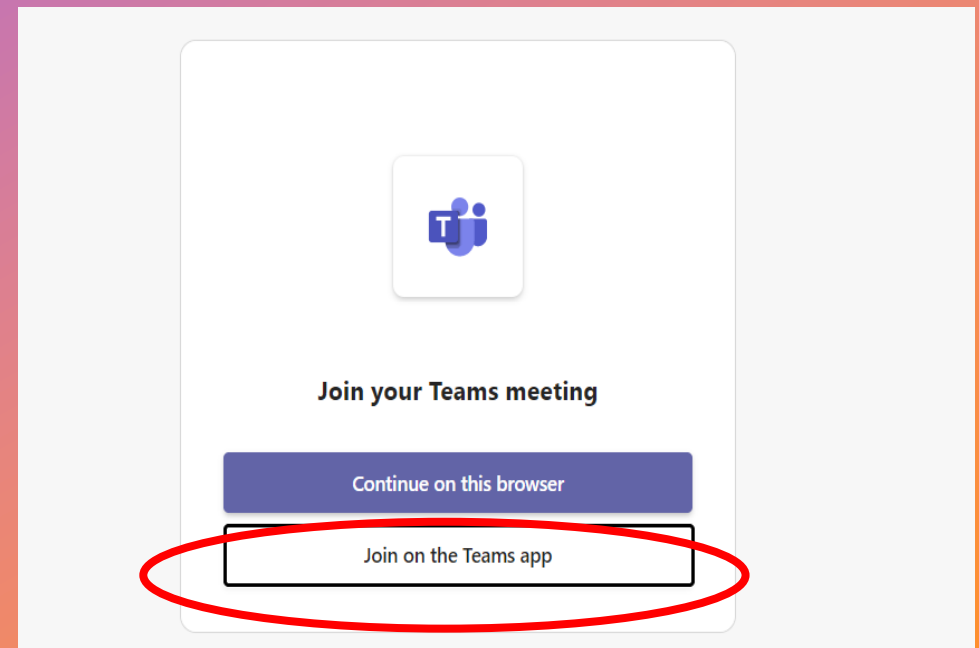 T
Join your Teams meeting
Continue on this browser
Join on the Teams app